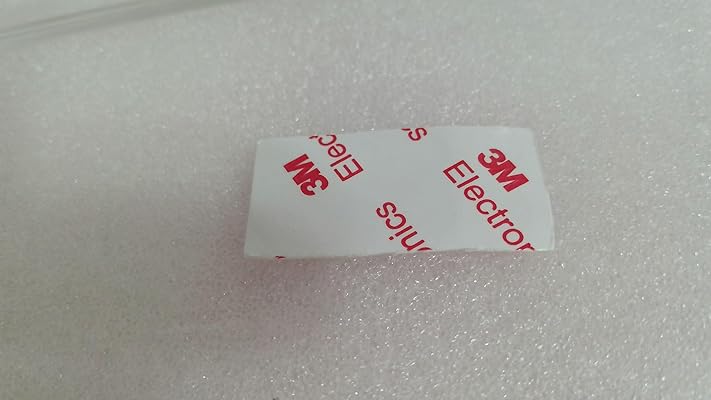 3M
Elec
s
3M
Electron
onics